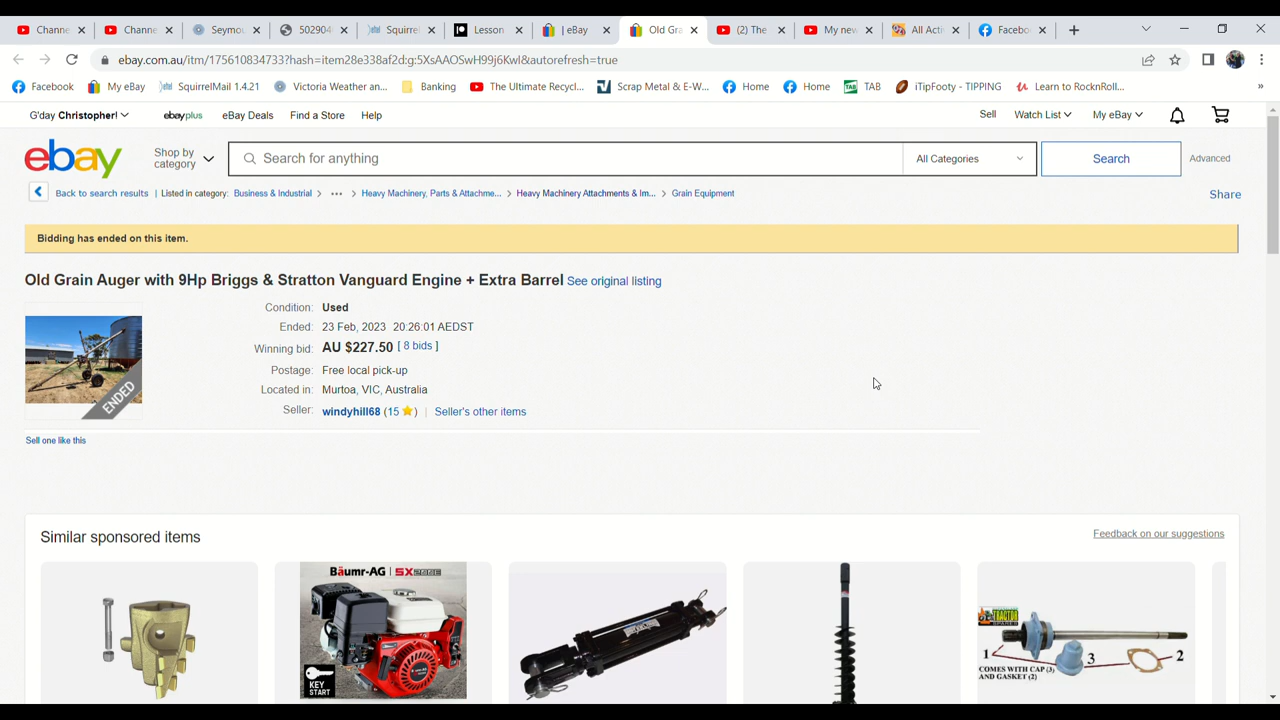 Channe
Channe
Seymou
502904
Squirrel
Lesson
| eBay
Old Gra
(2) The
My new
All Acti
Faceboo
ebay.com.au/itm/175610834733?hash=item28e338af2d:g:5XsAAOSwH99j6KwI&autorefresh=true
Facebook
My eBay
SquirrelMail 1.4.21
Victoria Weather an...
Banking
The Ultimate Recycl...
Scrap Metal & E-W...
Home
Home
TAB
TAB
iTipFooty - TIPPING
Learn to RocknRoll...
»
G'day Christopher!
ebayplus
eBay Deals
Find a Store
Help
Sell
Watch List
My eBay
ebay
Shop by
category
Search for anything
All Categories
Search
Advanced
Back to search results | Listed in category: Business & Industrial > ••• > Heavy Machinery, Parts & Attachme... > Heavy Machinery Attachments & Im... > Grain Equipment
Share
Bidding has ended on this item.
Old Grain Auger with 9Hp Briggs & Stratton Vanguard Engine + Extra Barrel See original listing
Condition: Used
Ended: 23 Feb, 2023 20:26:01 AEDST
Winning bid: AU $227.50 [ 8 bids ]
Postage: Free local pick-up
Located in: Murtoa, VIC, Australia
Seller: windyhill68 (15 ) | Seller's other items
ENDED
Sell one like this
Similar sponsored items
Feedback on our suggestions
Bäumr-AG | SX200E
KEY
START
TRACTOR
1
3
2
COMES WITH CAP (3)
AND GASKET (2)